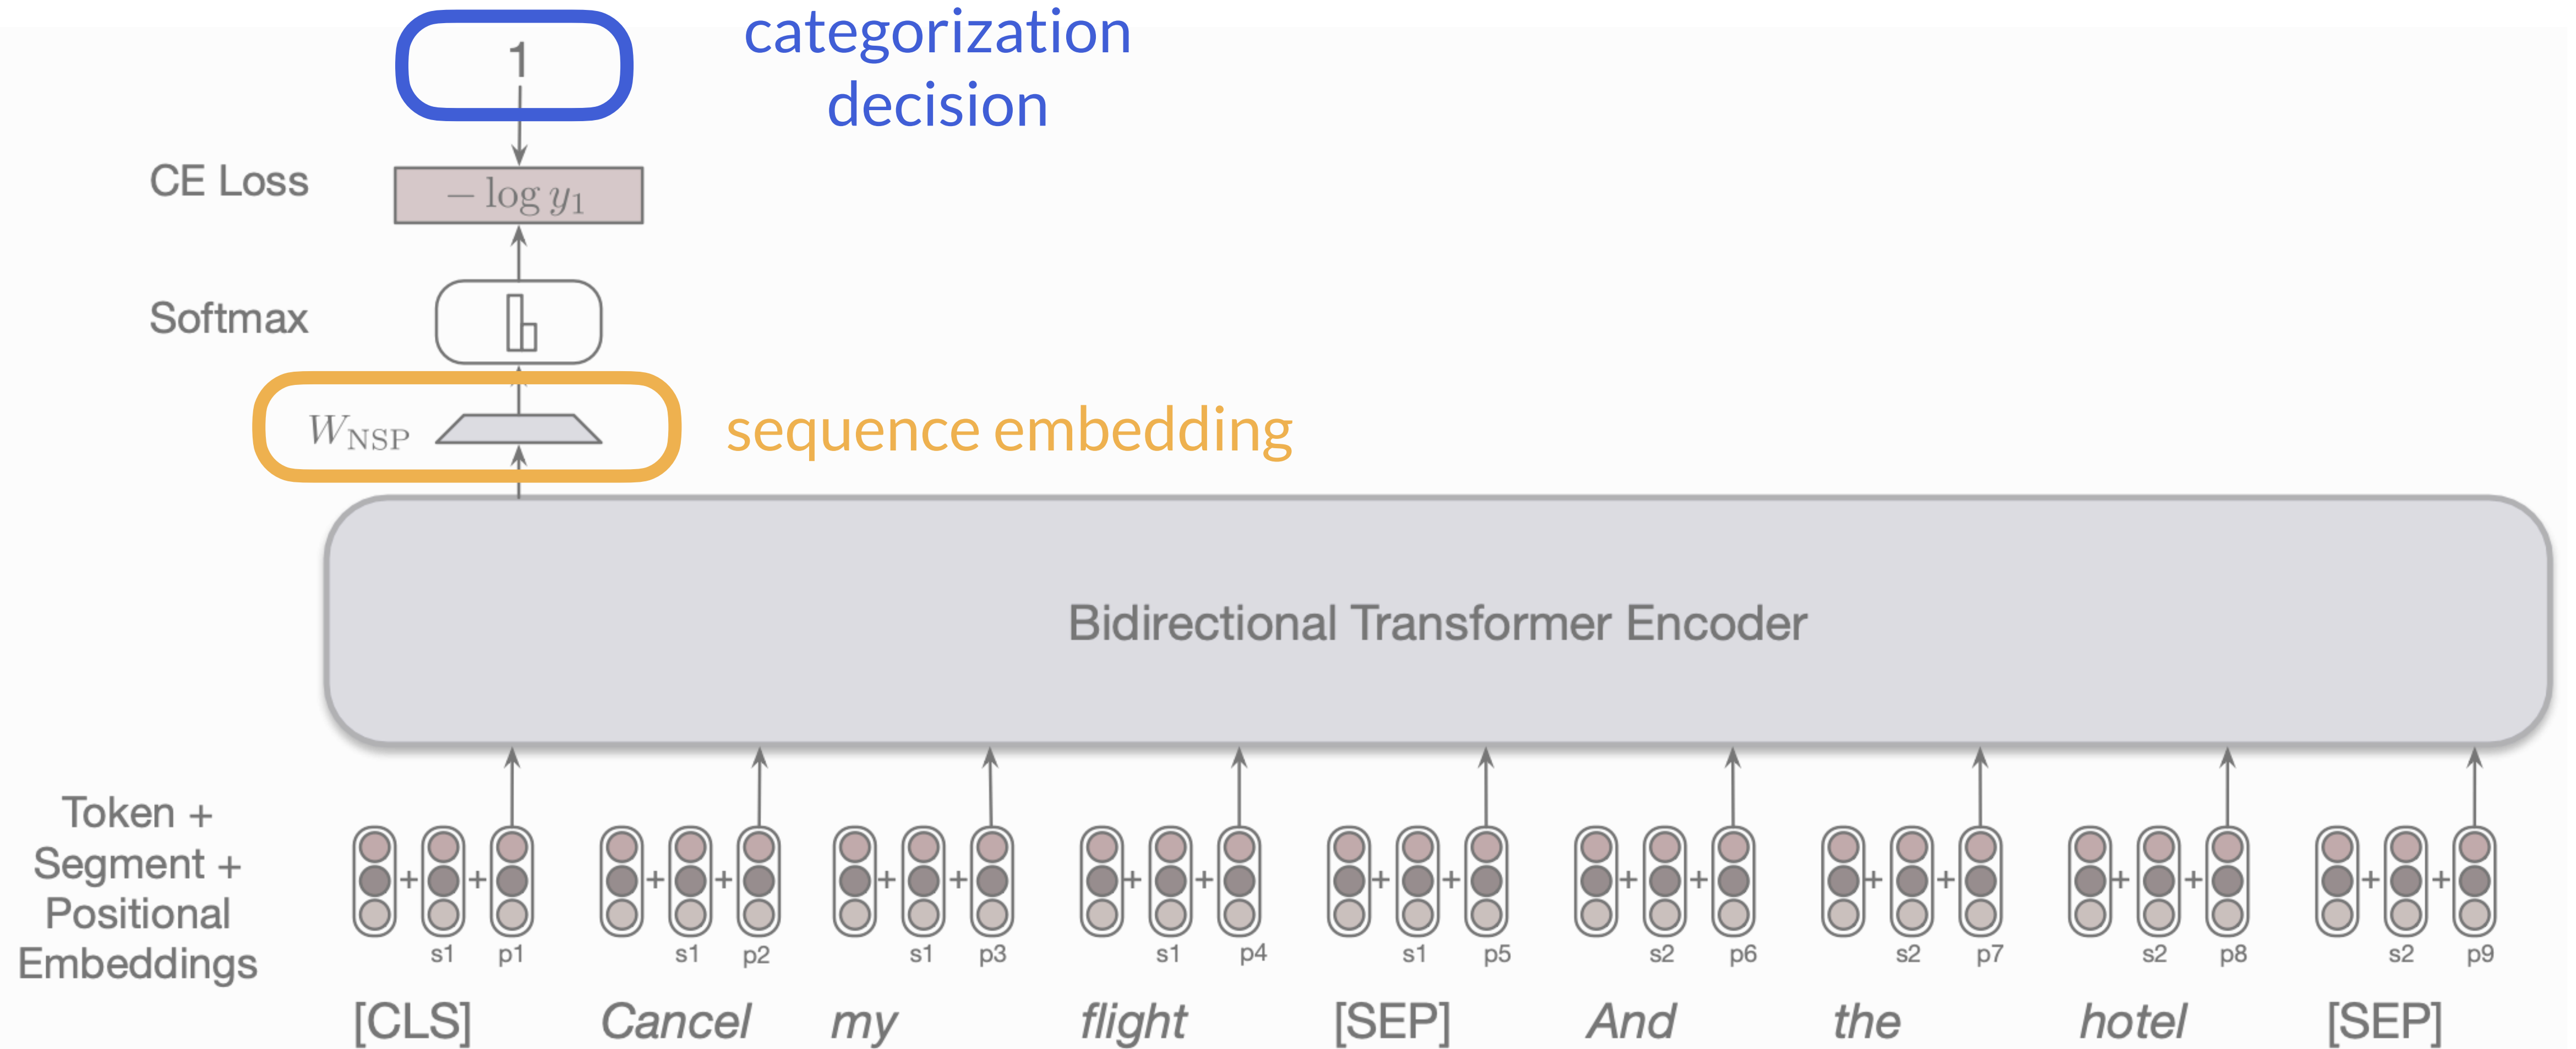 1
categorization
decision
CE Loss
− log y₁
Softmax
W_NSP
sequence embedding
Bidirectional Transformer Encoder
Token +
Segment +
Positional
Embeddings
+ + + + + + + + + + + + + + + + + +
s1 p1 s1 p2 s1 p3 s1 p4 s1 p5 s2 p6 s2 p7 s2 p8 s2 p9
[CLS] Cancel my flight [SEP] And the hotel [SEP]